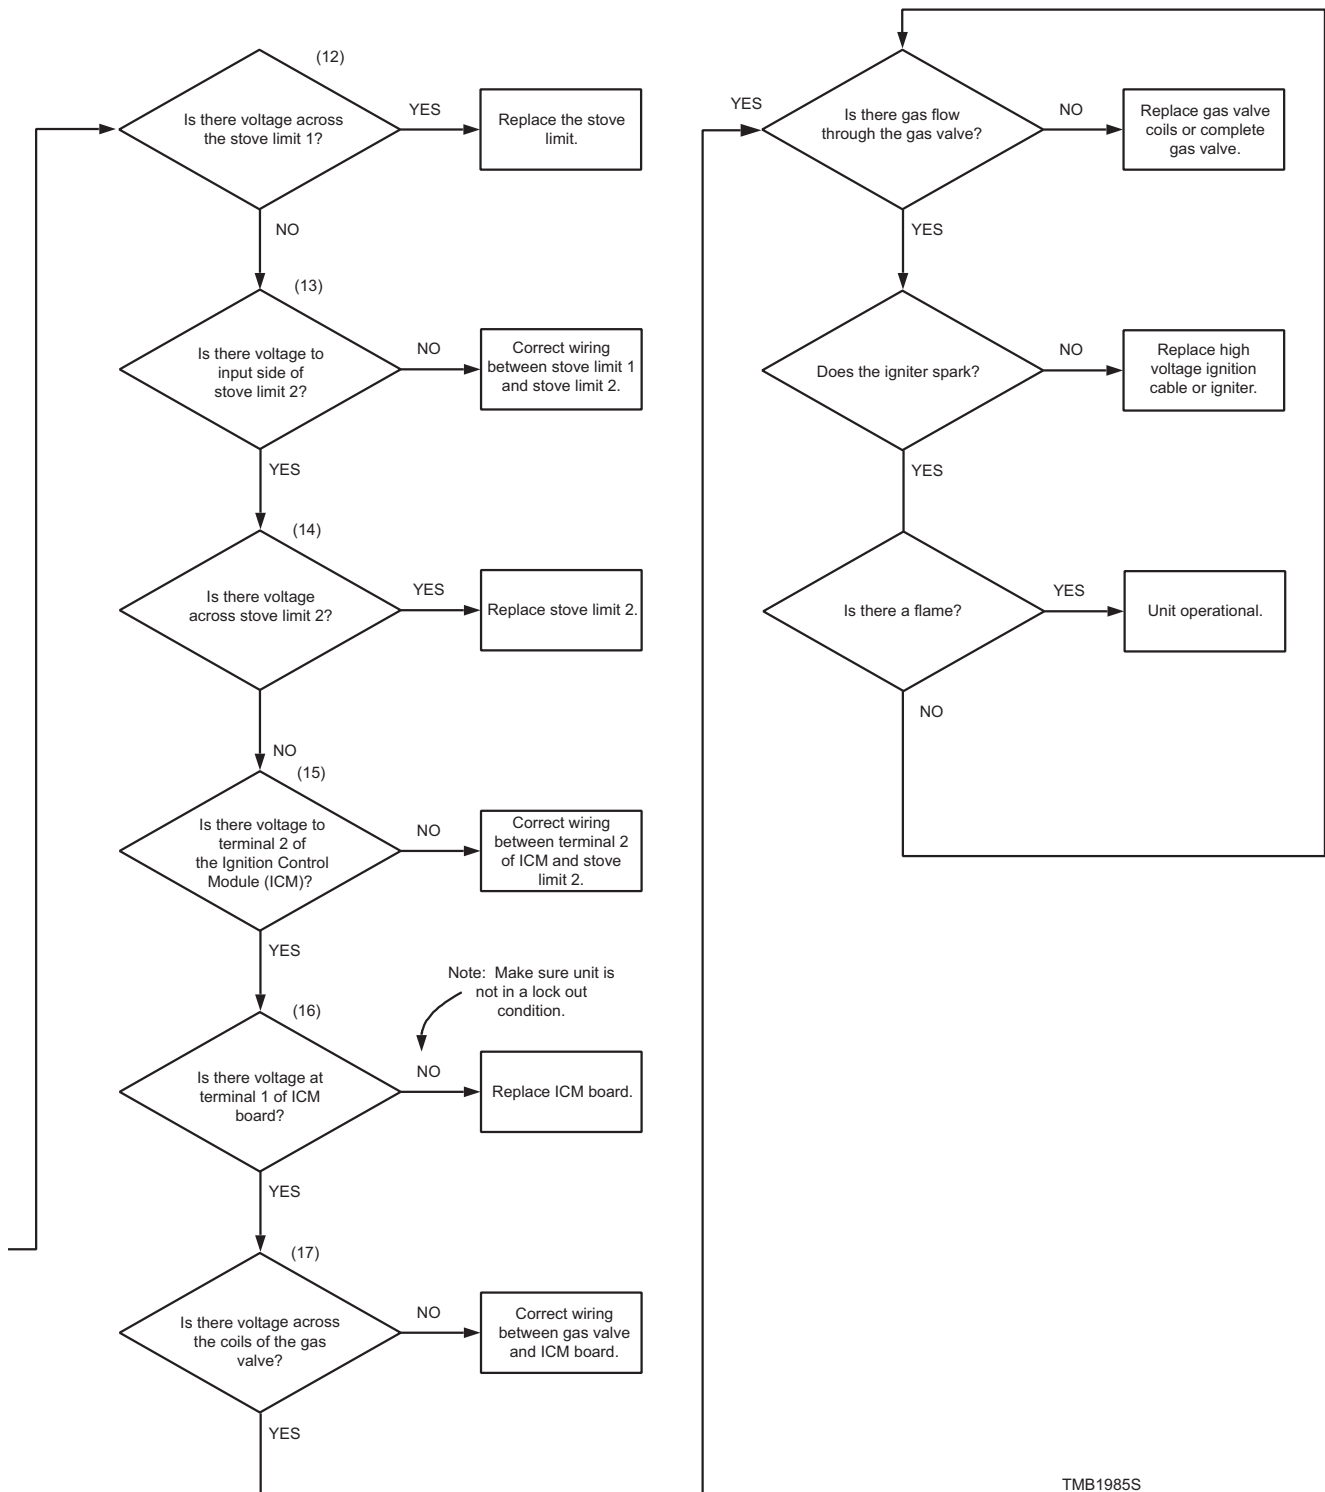 (12)
Is there voltage across
the stove limit 1?
YES
Replace the stove
limit.
NO
(13)
Is there voltage to
input side of
stove limit 2?
NO
Correct wiring
between stove limit 1
and stove limit 2.
YES
(14)
Is there voltage
across stove limit 2?
YES
Replace stove limit 2.
NO
(15)
Is there voltage to
terminal 2 of
the Ignition Control
Module (ICM)?
NO
Correct wiring
between terminal 2
of ICM and stove
limit 2.
YES
Note: Make sure unit is
not in a lock out
condition.
(16)
Is there voltage at
terminal 1 of ICM
board?
NO
Replace ICM board.
YES
(17)
Is there voltage across
the coils of the gas
valve?
NO
Correct wiring
between gas valve
and ICM board.
YES
YES
Is there gas flow
through the gas valve?
NO
Replace gas valve
coils or complete
gas valve.
YES
Does the igniter spark?
NO
Replace high
voltage ignition
cable or igniter.
YES
Is there a flame?
YES
Unit operational.
NO
TMB1985S